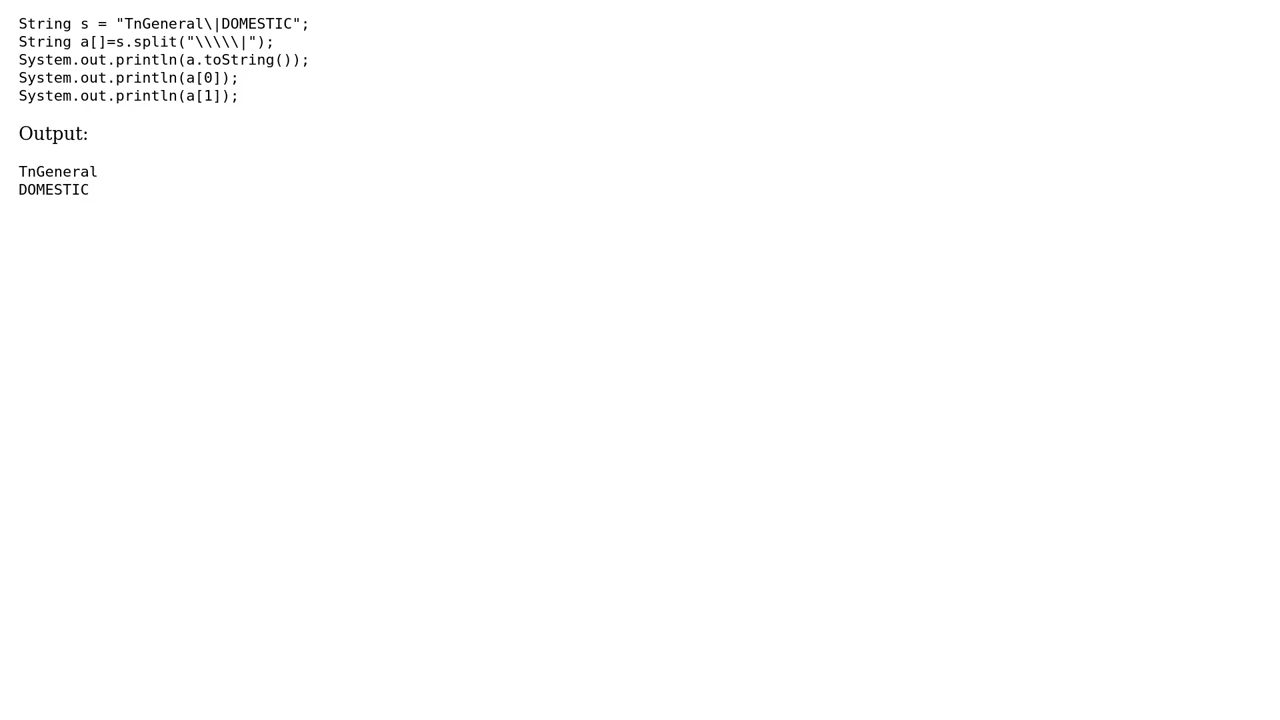 String s = "TnGeneral\|DOMESTIC";
String a[]=s.split("\\\\\|");
System.out.println(a.toString());
System.out.println(a[0]);
System.out.println(a[1]);
Output:
TnGeneral
DOMESTIC